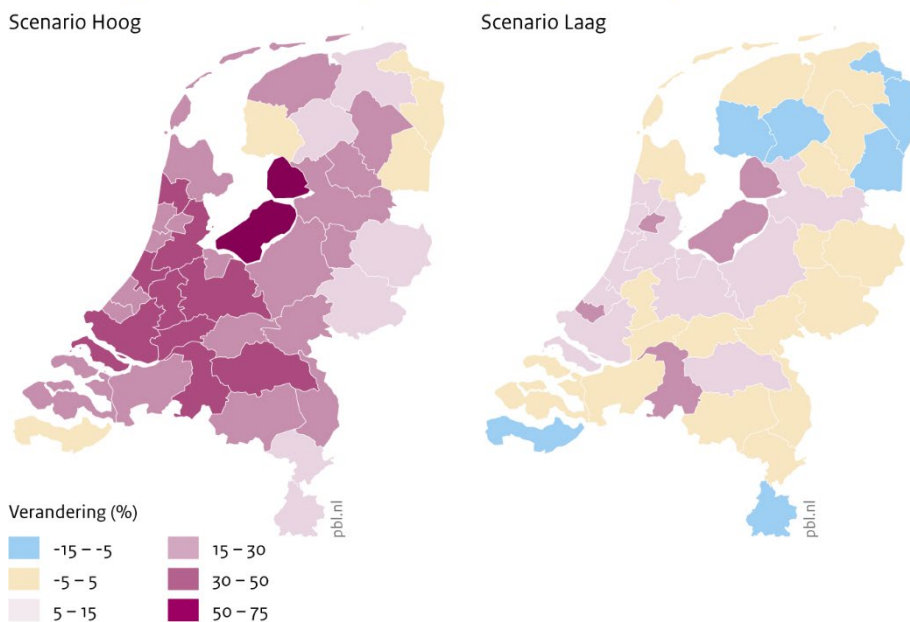 Scenario Hoog
Scenario Laag
pbl.nl
pbl.nl
Verandering (%)
-15 – -5
-5 – 5
5 – 15
15 – 30
30 – 50
50 – 75